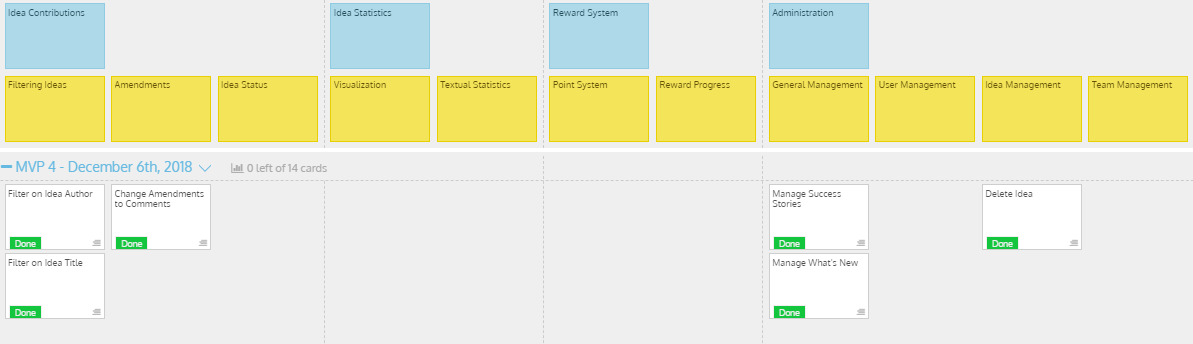 Idea Contributions
Idea Statistics
Reward System
Administration
Filtering Ideas
Amendments
Idea Status
Visualization
Textual Statistics
Point System
Reward Progress
General Management
User Management
Idea Management
Team Management
MVP 4 - December 6th, 2018
0 left of 14 cards
Filter on Idea Author
Done
Change Amendments
to Comments
Done
Manage Success
Stories
Done
Delete Idea
Done
Filter on Idea Title
Done
Manage What's New
Done